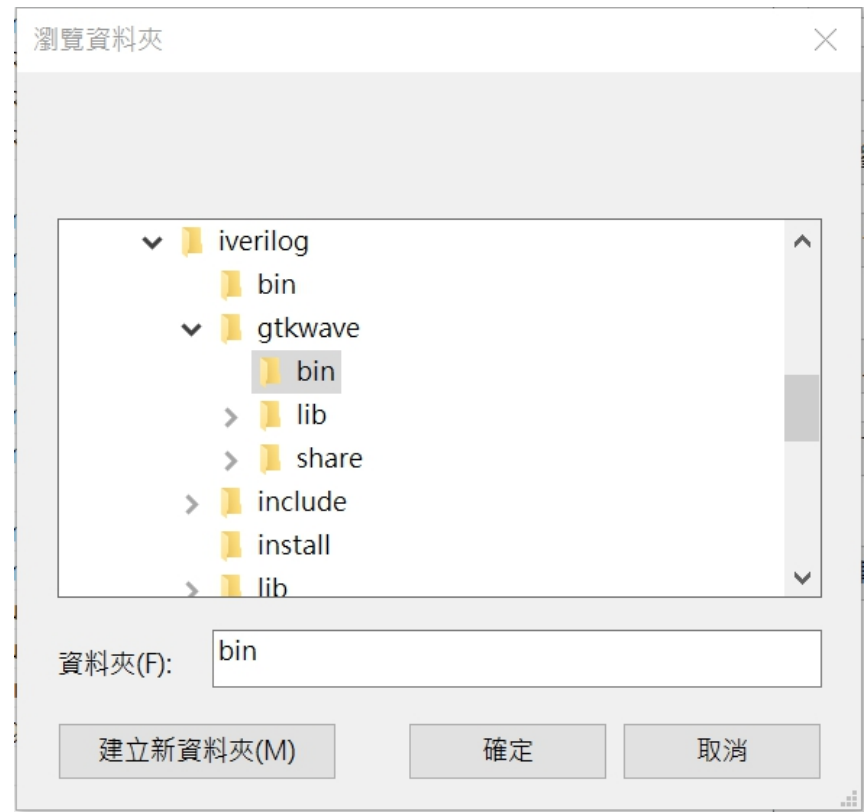 瀏覽資料夾
iverilog
bin
gtkwave
bin
lib
share
include
install
lib
資料夾(F):
bin
建立新資料夾(M)
確定
取消